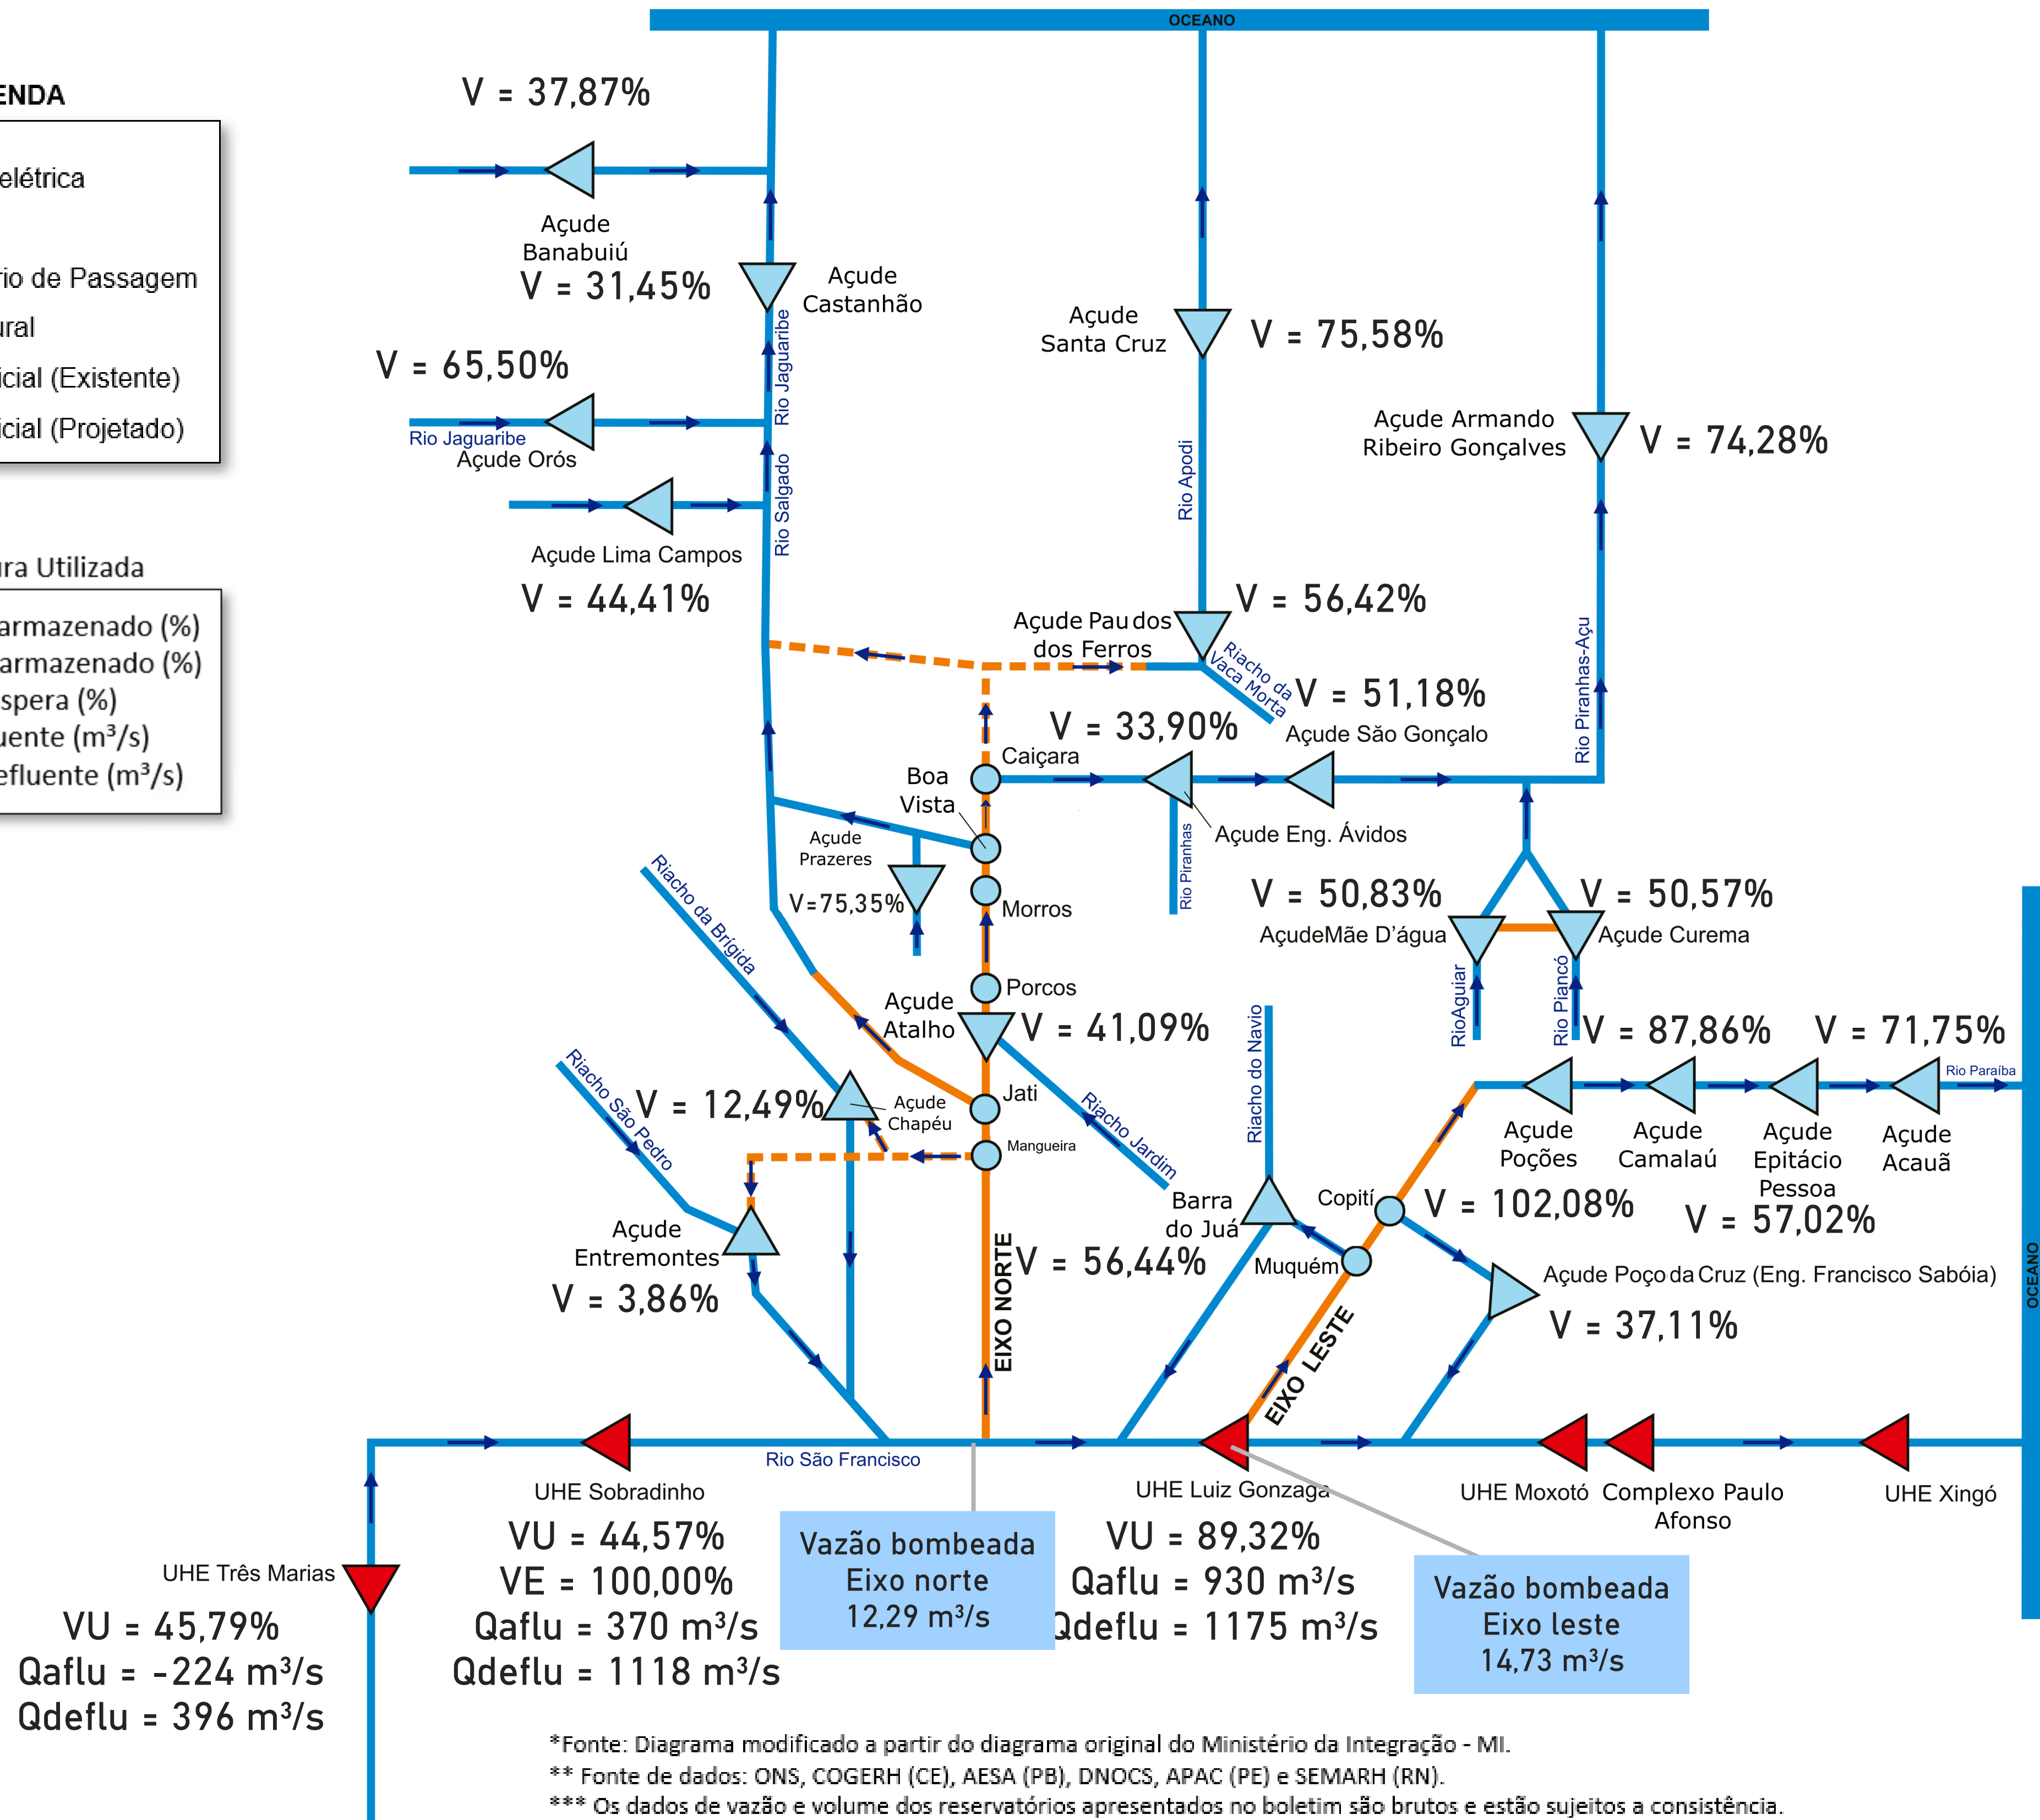 OCEANO
ENDA
elétrica
rio de Passagem
ural
icial (Existente)
icial (Projetado)
ura Utilizada
armazenado (%)
armazenado (%)
spera (%)
uente (m³/s)
efluente (m³/s)
V = 37,87%
Açude
Banabuiú
V = 31,45%
Açude
Castanhão
Rio Jaguaribe
V = 65,50%
Rio Jaguaribe
Açude Orós
Rio Salgado
Açude Lima Campos
V = 44,41%
Açude
Santa Cruz
V = 75,58%
Rio Apodi
Açude Armando
Ribeiro Gonçalves
V = 74,28%
Rio Piranhas-Açu
Açude Pau dos
dos Ferros
V = 56,42%
Riacho da
Vaca Morta
V = 51,18%
Açude São Gonçalo
V = 33,90%
Caiçara
Boa
Vista
Açude Eng. Ávidos
Rio Piranhas
Açude
Prazeres
V=75,35%
Morros
Riacho da Brígida
Porcos
Açude
Atalho
V = 41,09%
V = 50,83%
AçudeMãe D'água
V = 50,57%
Açude Curema
RioAguiar
Rio Piancó
Riacho São Pedro
V = 12,49%
Açude
Chapéu
Jati
Mangueira
Riacho Jardim
Riacho do Navio
V = 87,86%
V = 71,75%
Rio Paraíba
Açude
Poções
Açude
Camalaú
Açude
Epitácio
Pessoa
Açude
Acauã
V = 102,08%
V = 57,02%
Açude
Entremontes
V = 3,86%
EIXO NORTE
Barra
do Juá
V = 56,44%
Copití
Muquém
EIXO LESTE
Açude Poço da Cruz (Eng. Francisco Sabóia)
V = 37,11%
OCEANO
Rio São Francisco
UHE Sobradinho
VU = 44,57%
VE = 100,00%
Qaflu = 370 m³/s
Qdeflu = 1118 m³/s
Vazão bombeada
Eixo norte
12,29 m³/s
UHE Luiz Gonzaga
VU = 89,32%
Qaflu = 930 m³/s
Qdeflu = 1175 m³/s
Vazão bombeada
Eixo leste
14,73 m³/s
UHE Moxotó
Complexo Paulo
Afonso
UHE Xingó
UHE Três Marias
VU = 45,79%
Qaflu = -224 m³/s
Qdeflu = 396 m³/s
*Fonte: Diagrama modificado a partir do diagrama original do Ministério da Integração - MI.
** Fonte de dados: ONS, COGERH (CE), AESA (PB), DNOCS, APAC (PE) e SEMARH (RN).
*** Os dados de vazão e volume dos reservatórios apresentados no boletim são brutos e estão sujeitos a consistência.